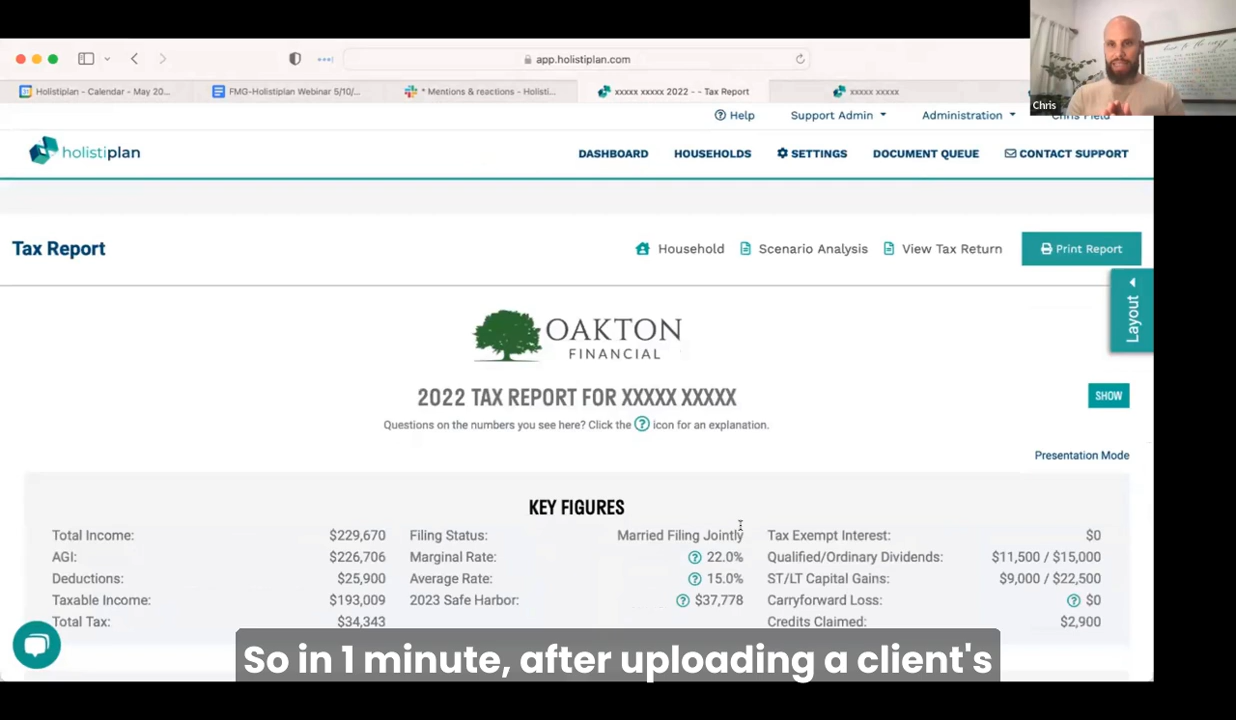 app.holistiplan.com
Holistiplan - Calendar - May 20...
FMG-Holistiplan Webinar 5/10/...
* Mentions & reactions - Holisti...
xxxxx xxxxx 2022 - - Tax Report
xxxxx xxxxx
Chris
Help
Support Admin
Administration
Chris Field
holistiplan
DASHBOARD
HOUSEHOLDS
SETTINGS
DOCUMENT QUEUE
CONTACT SUPPORT
Tax Report
Household
Scenario Analysis
View Tax Return
Print Report
Layout
OAKTON
FINANCIAL
2022 TAX REPORT FOR XXXXX XXXXX
SHOW
Questions on the numbers you see here? Click the ? icon for an explanation.
Presentation Mode
KEY FIGURES
Total Income: $229,670
AGI: $226,706
Deductions: $25,900
Taxable Income: $193,009
Total Tax: $34,343
Filing Status: Married Filing Jointly
Marginal Rate: ? 22.0%
Average Rate: ? 15.0%
2023 Safe Harbor: ? $37,778
Tax Exempt Interest: $0
Qualified/Ordinary Dividends: $11,500 / $15,000
ST/LT Capital Gains: $9,000 / $22,500
Carryforward Loss: ? $0
Credits Claimed: $2,900
So in 1 minute, after uploading a client's